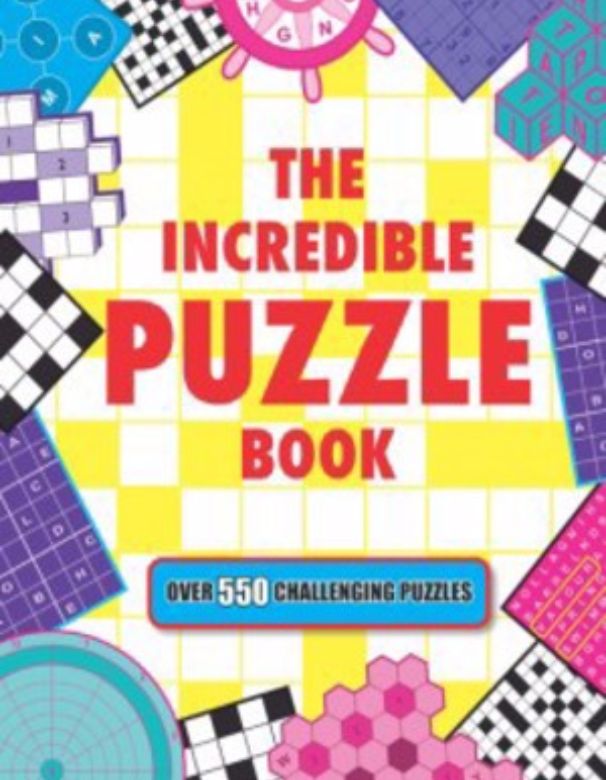 THE
INCREDIBLE
PUZZLE
BOOK
OVER 550 CHALLENGING PUZZLES